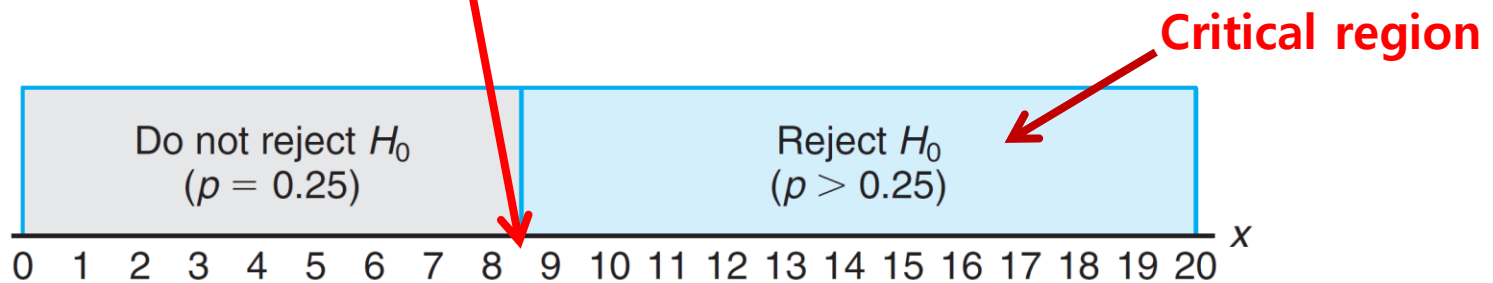 Critical region
Do not reject H₀
(p = 0.25)
Reject H₀
(p > 0.25)
x
0 1 2 3 4 5 6 7 8 9 10 11 12 13 14 15 16 17 18 19 20